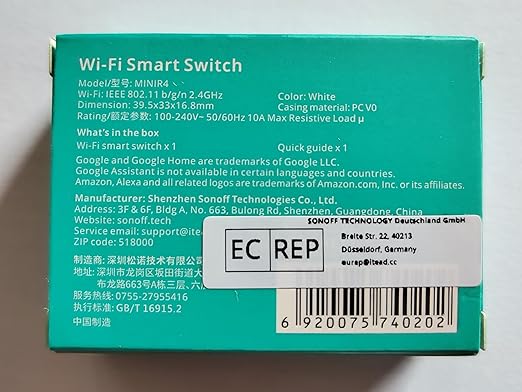 Wi-Fi Smart Switch
Model/型号: MINIR4
Wi-Fi: IEEE 802.11 b/g/n 2.4GHz Color: White
Dimension: 39.5x33x16.8mm Casing material: PC V0
Rating/额定参数: 100-240V~ 50/60Hz 10A Max Resistive Load μ
What's in the box
Wi-Fi smart switch x 1 Quick guide x 1
Google and Google Home are trademarks of Google LLC.
Google Assistant is not available in certain languages and countries.
Amazon, Alexa and all related logos are trademarks of Amazon.com, Inc. or its affiliates.
Manufacturer: Shenzhen Sonoff Technologies Co., Ltd.
Address: 3F & 6F, Bldg A, No. 663, Bulong Rd, Shenzhen, Guangdong, China
Website: sonoff.tech
Service email: support@itea
ZIP code: 518000
SONOFF TECHNOLOGY Deutschland GmbH
EC REP
Breite Str. 22, 40213
Düsseldorf, Germany
eurep@itead.cc
制造商: 深圳松诺技术有限公司
地址: 深圳市龙岗区坂田街道
布龙路663号A栋三层、六
服务热线: 0755-27955416
执行标准: GB/T 16915.2
中国制造
6 920075 740202